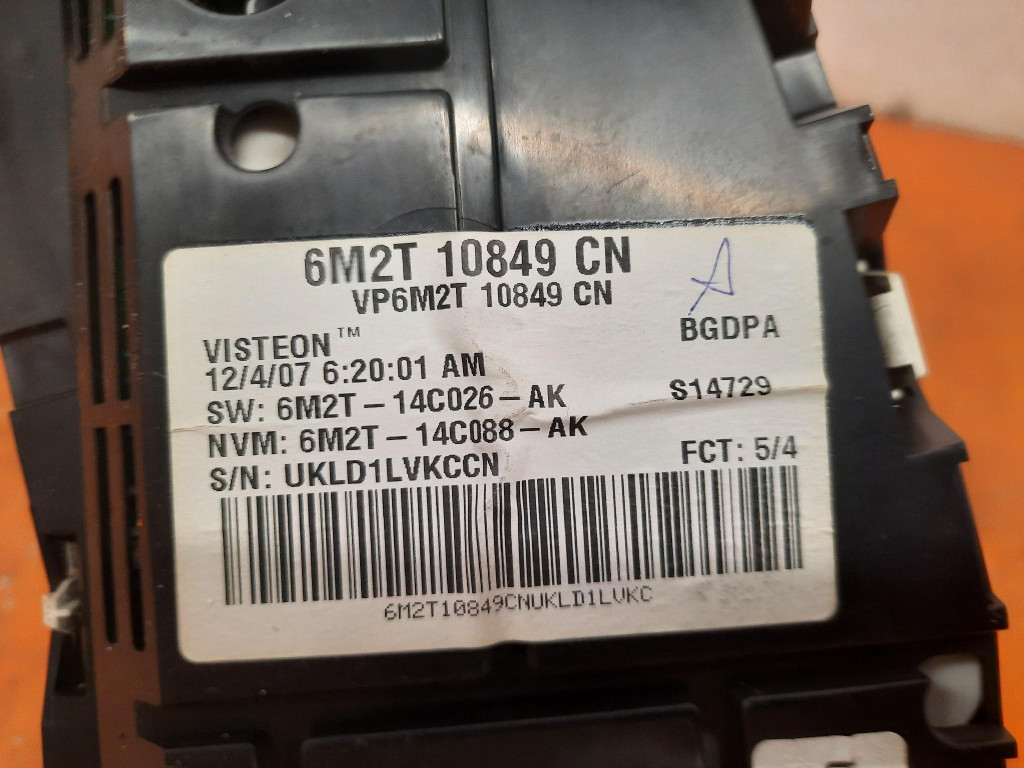 6M2T 10849 CN
VP6M2T 10849 CN
A
BGDPA
VISTEON™
12/4/07 6:20:01 AM
SW: 6M2T-14C026-AK
S14729
NVM: 6M2T-14C088-AK
S/N: UKLD1LVKCCN
FCT: 5/4
6M2T10849CNUKLD1LVKC